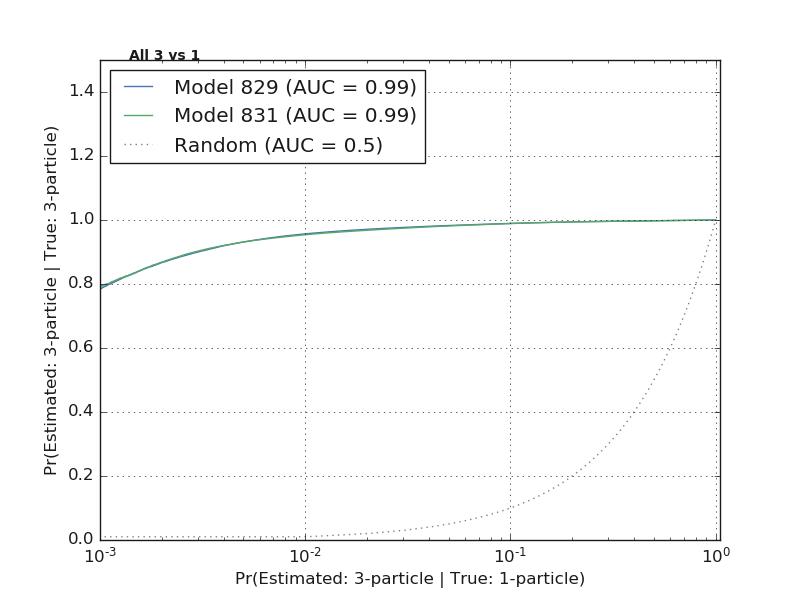 All 3 vs 1
Model 829 (AUC = 0.99)
Model 831 (AUC = 0.99)
Random (AUC = 0.5)
Pr(Estimated: 3-particle | True: 3-particle)
1.4
1.2
1.0
0.8
0.6
0.4
0.2
0.0
10⁻³ 10⁻² 10⁻¹ 10⁰
Pr(Estimated: 3-particle | True: 1-particle)